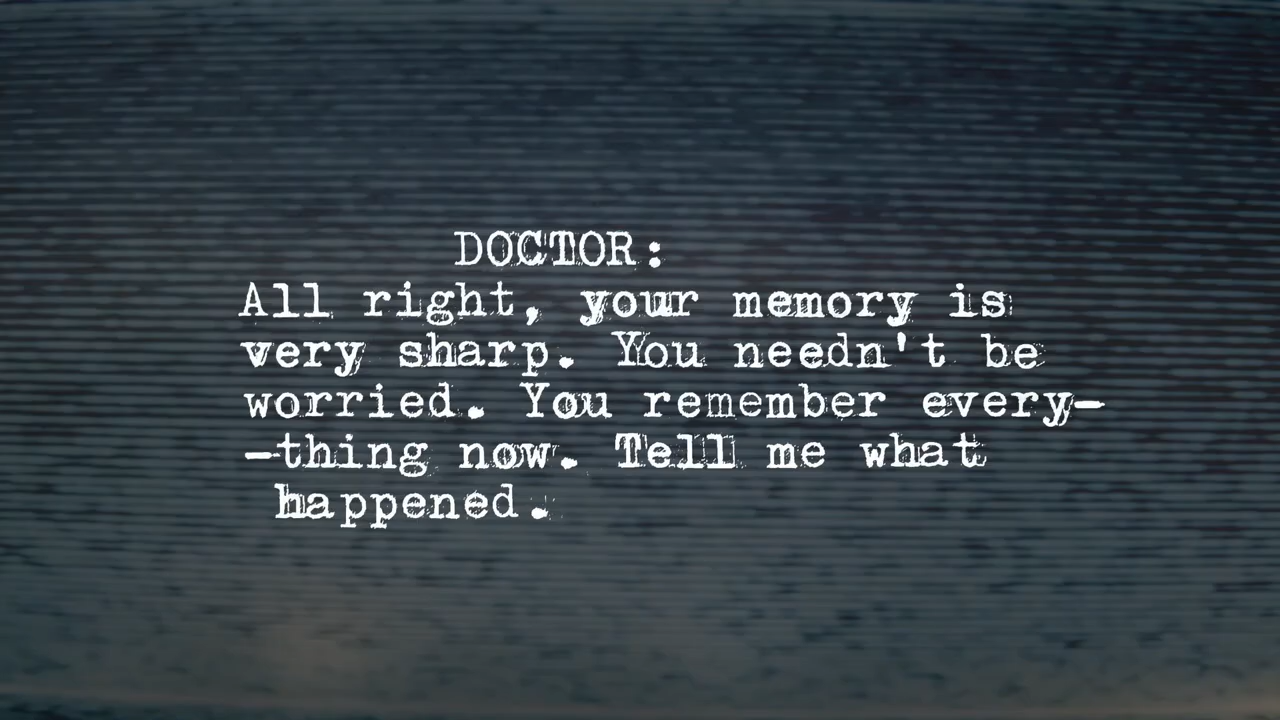 DOCTOR:
All right, your memory is
very sharp. You needn't be
worried. You remember every-
-thing now. Tell me what
happened.